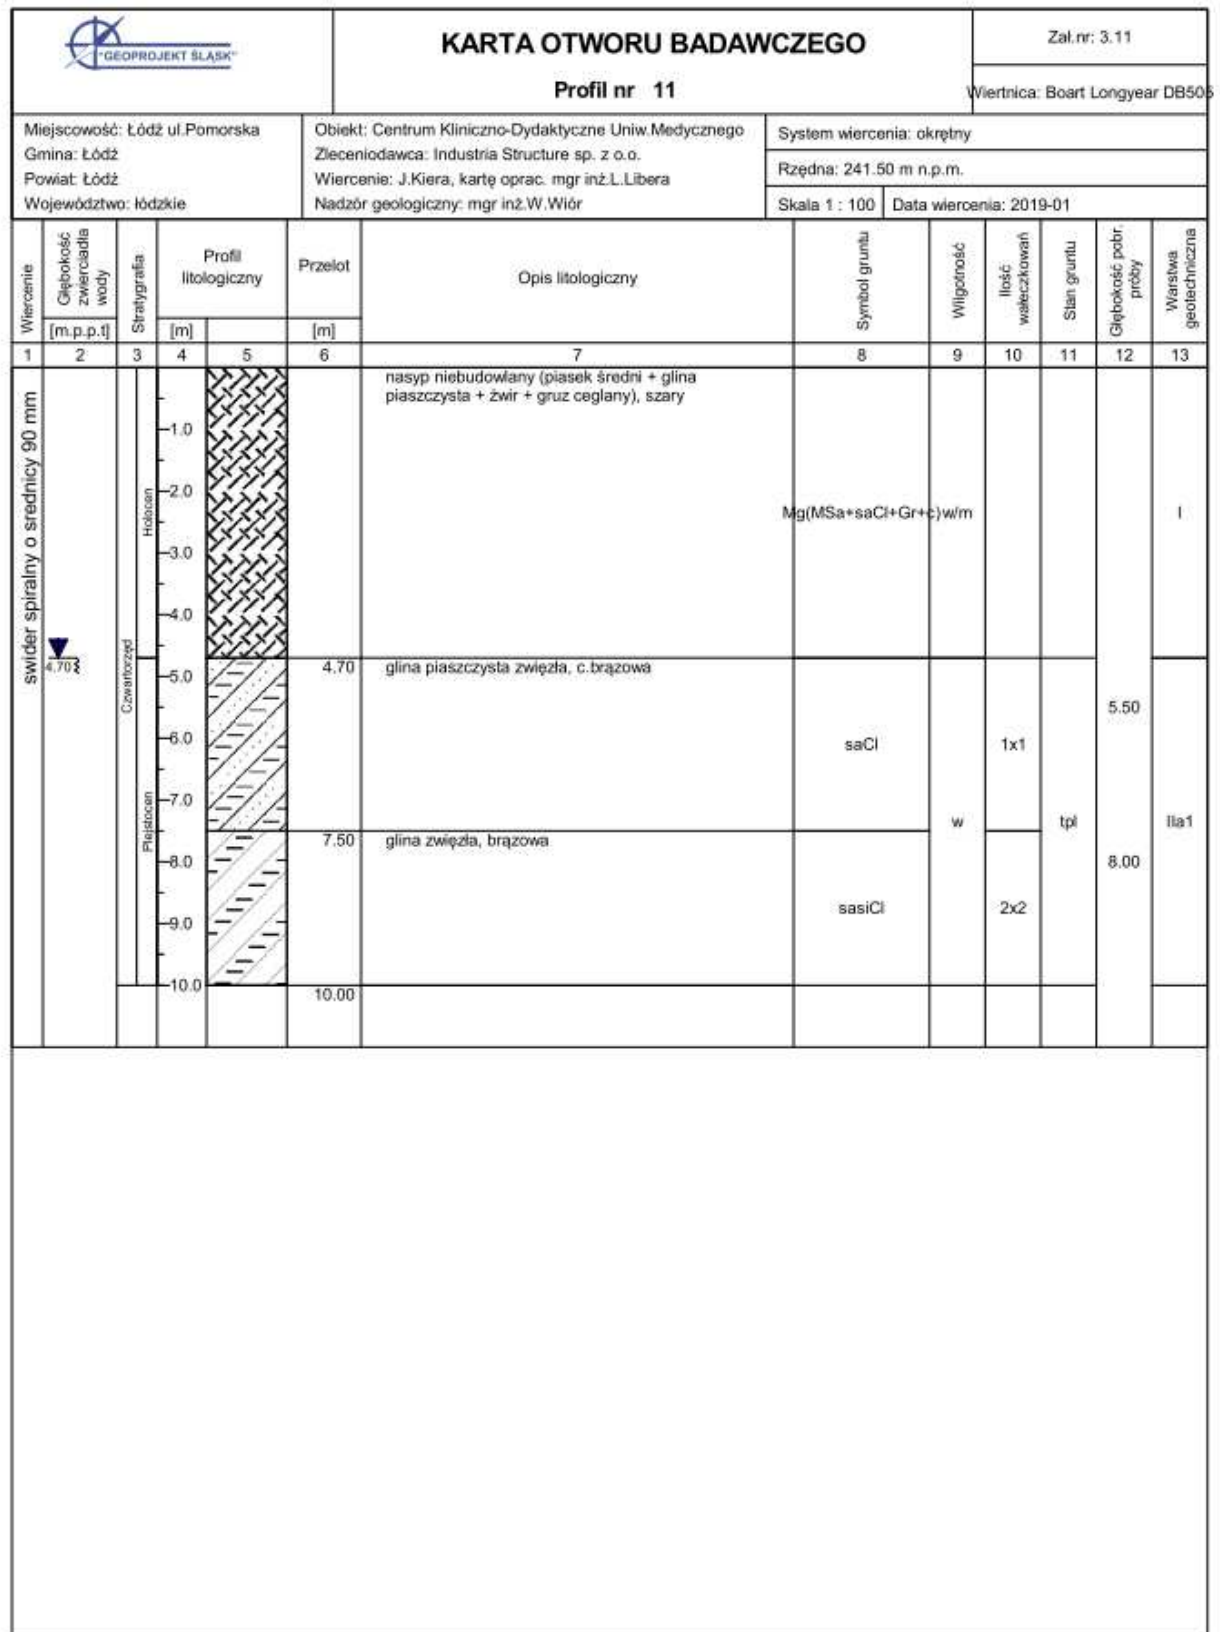 "GEOPROJEKT ŚLĄSK"
KARTA OTWORU BADAWCZEGO
Profil nr 11
Zał.nr: 3.11
Wiertnica: Boart Longyear DB505
Miejscowość: Łódź ul.Pomorska
Gmina: Łódź
Powiat: Łódź
Województwo: łódzkie
Obiekt: Centrum Kliniczno-Dydaktyczne Uniw.Medycznego
Zleceniodawca: Industria Structure sp. z o.o.
Wiercenie: J.Kiera, kartę oprac. mgr inż.L.Libera
Nadzór geologiczny: mgr inż.W.Wiór
System wiercenia: okrętny
Rzędna: 241.50 m n.p.m.
Skala 1 : 100
Data wiercenia: 2019-01
Wiercenie
Głębokość zwierciadła wody
[m.p.p.t]
Stratygrafia
Profil litologiczny
[m]
Przelot
[m]
Opis litologiczny
Symbol gruntu
Wilgotność
Ilość wałeczkowań
Stan gruntu
Głębokość pobr. próby
Warstwa geotechniczna
1 2 3 4 5 6 7 8 9 10 11 12 13
swider spiralny o srednicy 90 mm
4.70
Czwartorzęd
Holocen
Plejstocen
1.0
2.0
3.0
4.0
5.0
6.0
7.0
8.0
9.0
10.0
nasyp niebudowlany (piasek średni + glina
piaszczysta + żwir + gruz ceglany), szary
Mg(MSa+saCl+Gr+c) w/m
I
4.70 glina piaszczysta zwięzła, c.brązowa
saCl
1x1
5.50
w
tpl
IIa1
7.50 glina zwięzła, brązowa
8.00
sasiCl
2x2
10.00